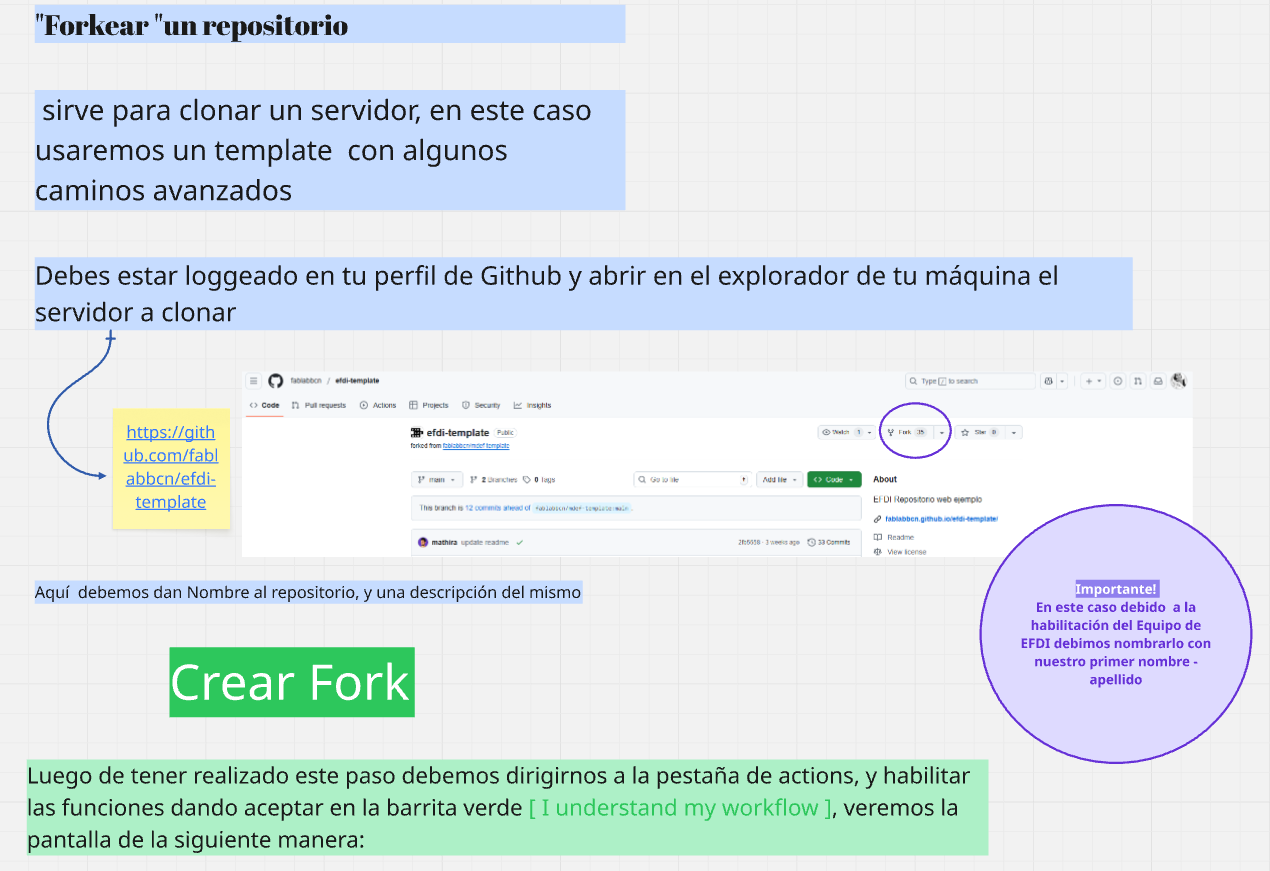 "Forkear "un repositorio
sirve para clonar un servidor, en este caso
usaremos un template con algunos
caminos avanzados
Debes estar loggeado en tu perfil de Github y abrir en el explorador de tu máquina el
servidor a clonar
https://gith
ub.com/fabl
abbcn/efdi-
template
fablabbcn / efdi-template
Type / to search
Code Pull requests Actions Projects Security Insights
efdi-template Public
forked from fablabbcn/mdef-template
Watch 1 Fork 35 Star 0
main 2 Branches 0 Tags Go to file Add file Code
About
EFDI Repositorio web ejemplo
This branch is 12 commits ahead of fablabbcn/mdef-template:main.
fablabbcn.github.io/efdi-template/
mathira update readme 3 weeks ago 33 Commits
Readme
View license
Aquí debemos dan Nombre al repositorio, y una descripción del mismo
Importante!
En este caso debido a la
habilitación del Equipo de
EFDI debimos nombrarlo con
nuestro primer nombre -
apellido
Crear Fork
Luego de tener realizado este paso debemos dirigirnos a la pestaña de actions, y habilitar
las funciones dando aceptar en la barrita verde [ I understand my workflow ], veremos la
pantalla de la siguiente manera: